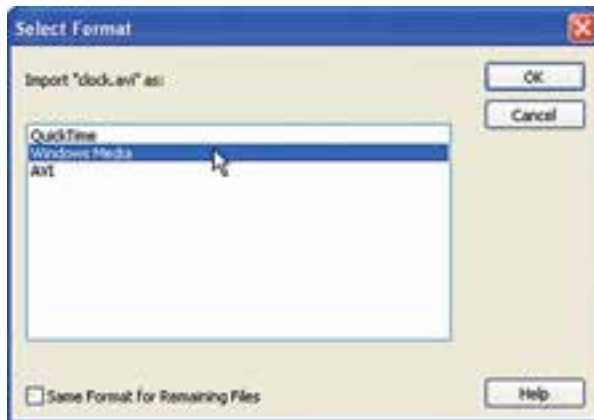 Select Format
Import "clock.avi" as:
OK
Cancel
QuickTime
Windows Media
AVI
Same Format for Remaining Files
Help